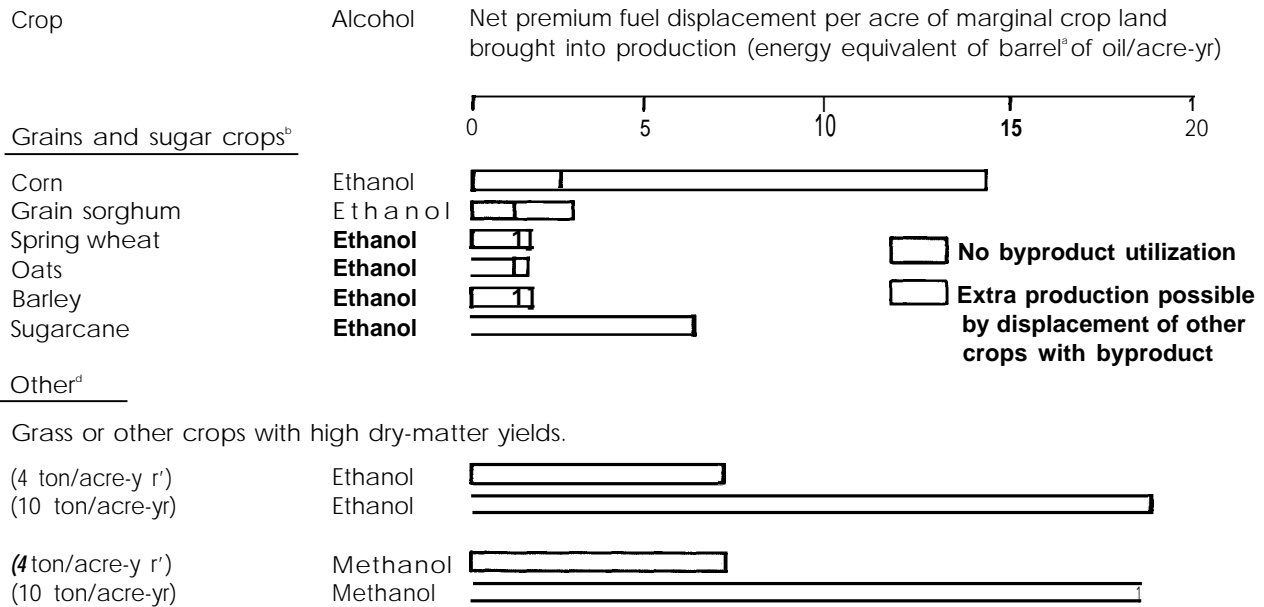 Crop Alcohol Net premium fuel displacement per acre of marginal crop land
brought into production (energy equivalent of barrelᵃ of oil/acre-yr)
0 5 10 15 20
Grains and sugar cropsᵇ
Corn Ethanol
Grain sorghum Ethanol
Spring wheat Ethanol
Oats Ethanol
Barley Ethanol
Sugarcane Ethanol
No byproduct utilization
Extra production possible
by displacement of other
crops with byproduct
Otherᵈ
Grass or other crops with high dry-matter yields.
(4 ton/acre-y r') Ethanol
(10 ton/acre-yr) Ethanol
(4 ton/acre-y r') Methanol
(10 ton/acre-yr) Methanol